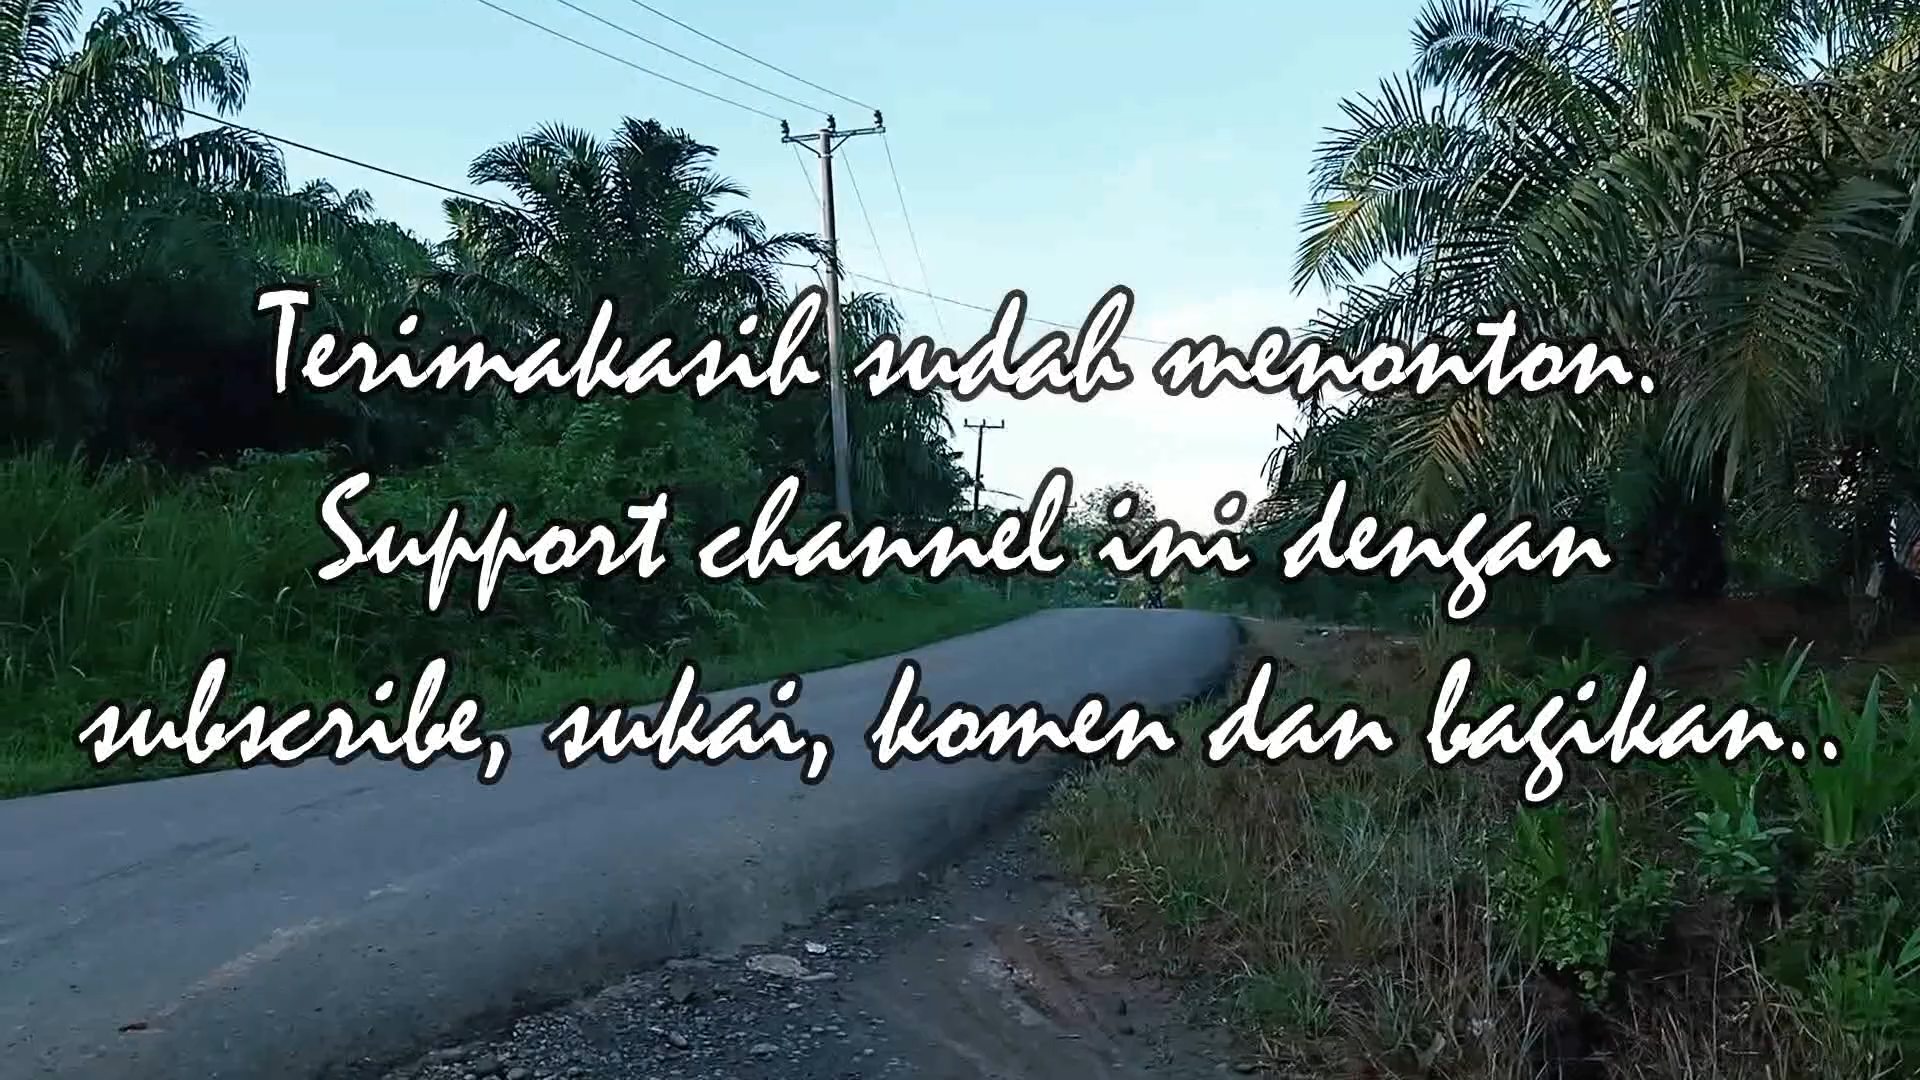 Terimakasih sudah menonton.
Support channel ini dengan
subscribe, sukai, komen dan bagikan..